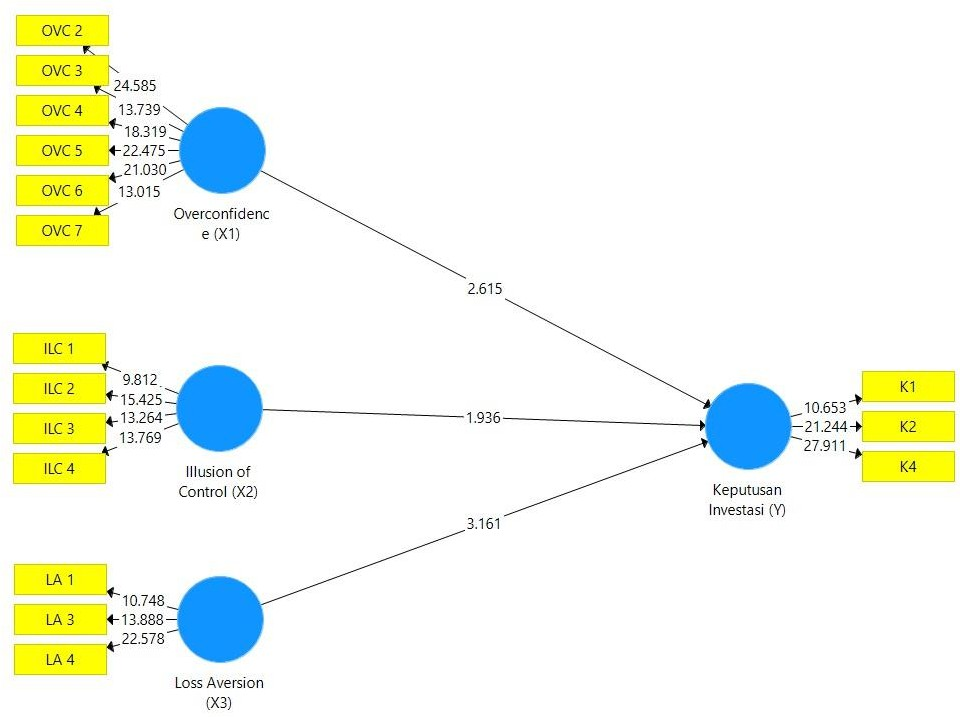 OVC 2
OVC 3
OVC 4
OVC 5
OVC 6
OVC 7
24.585
13.739
18.319
22.475
21.030
13.015
Overconfidenc
e (X1)
2.615
ILC 1
ILC 2
ILC 3
ILC 4
9.812
15.425
13.264
13.769
Illusion of
Control (X2)
1.936
LA 1
LA 3
LA 4
10.748
13.888
22.578
Loss Aversion
(X3)
3.161
Keputusan
Investasi (Y)
10.653
21.244
27.911
K1
K2
K4